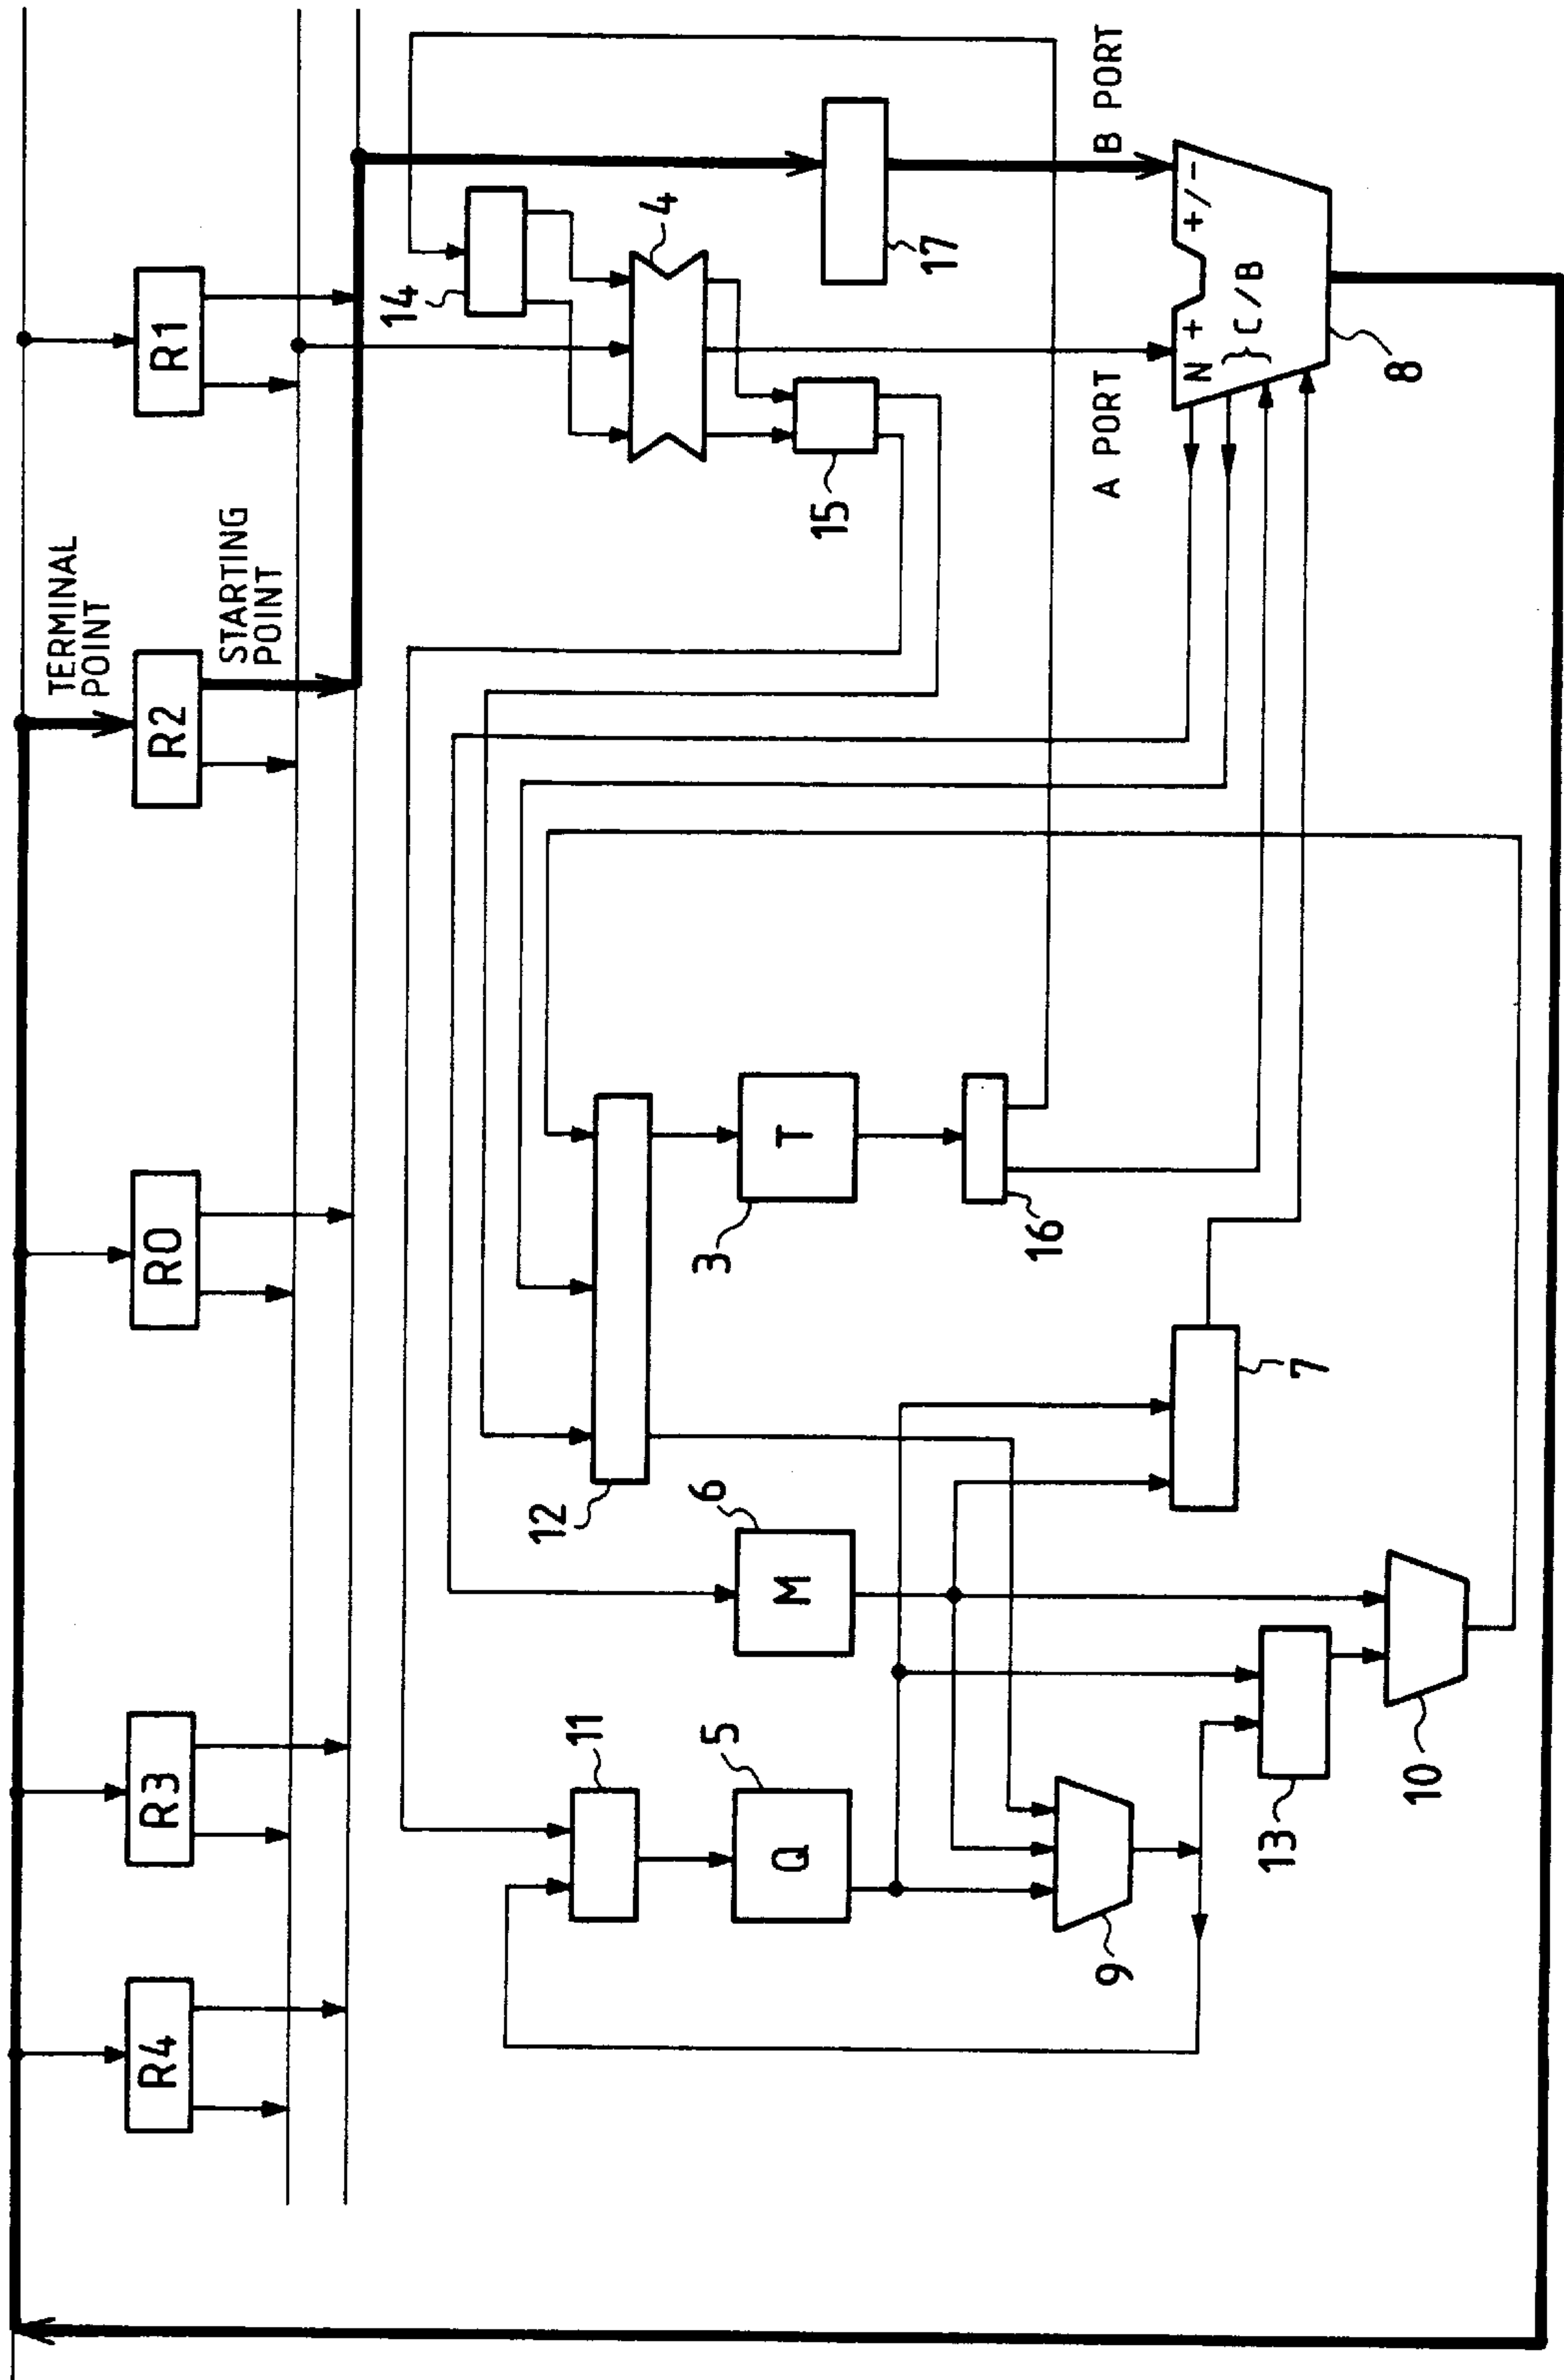 R4
R3
R0
R2
R1
TERMINAL
POINT
STARTING
POINT
14
4
17
15
B PORT
A PORT
N + +/-
} C/B
8
12
T
3
16
6
M
7
11
5
Q
9
13
10